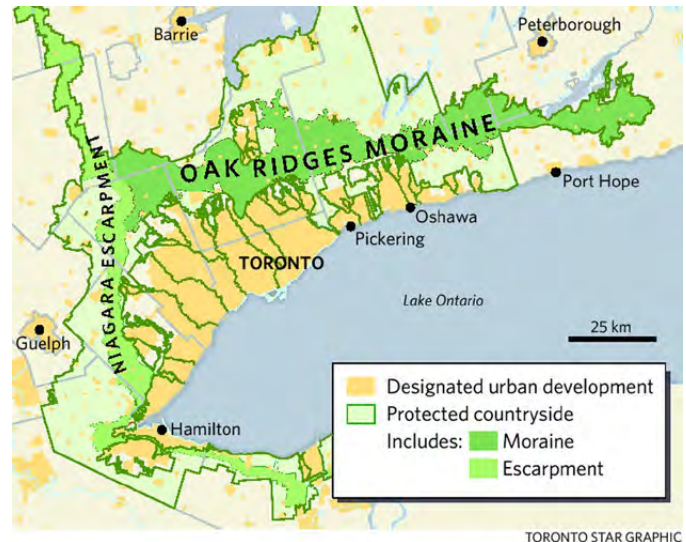 Barrie
Peterborough
OAK RIDGES MORAINE
NIAGARA ESCARPMENT
Port Hope
Oshawa
Pickering
TORONTO
Lake Ontario
25 km
Guelph
Hamilton
Designated urban development
Protected countryside
Includes: Moraine
Escarpment
TORONTO STAR GRAPHIC